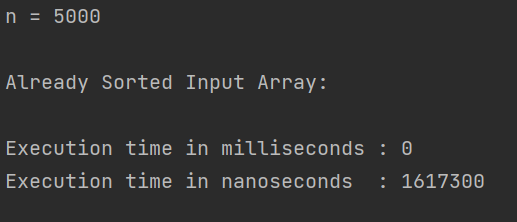 n = 5000
Already Sorted Input Array:
Execution time in milliseconds : 0
Execution time in nanoseconds  : 1617300